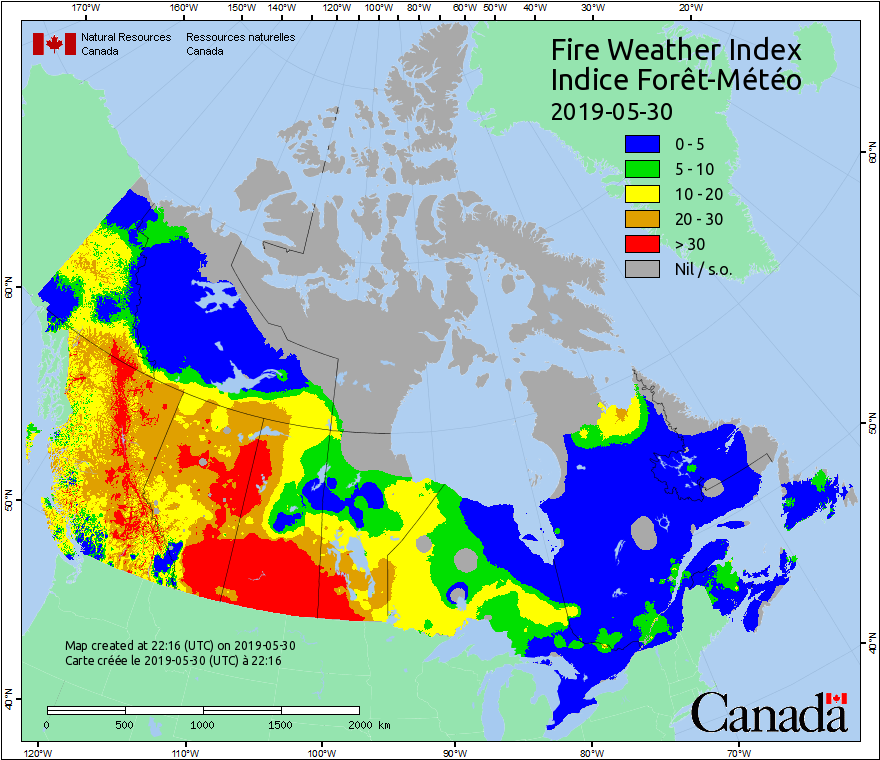 170°W 160°W 150°W 140°W 130°W 120°W 110°W 100°W 90°W 80°W 70°W 60°W 50°W 40°W 30°W 20°W
Natural Resources Ressources naturelles
Canada Canada
Fire Weather Index
Indice Forêt-Météo
2019-05-30
0 - 5
5 - 10
10 - 20
20 - 30
> 30
Nil / s.o.
60°N
60°N
50°N
50°N
40°N
40°N
Map created at 22:16 (UTC) on 2019-05-30
Carte créée le 2019-05-30 (UTC) à 22:16
0 500 1000 1500 2000 km
Canada
120°W 110°W 100°W 90°W 80°W 70°W